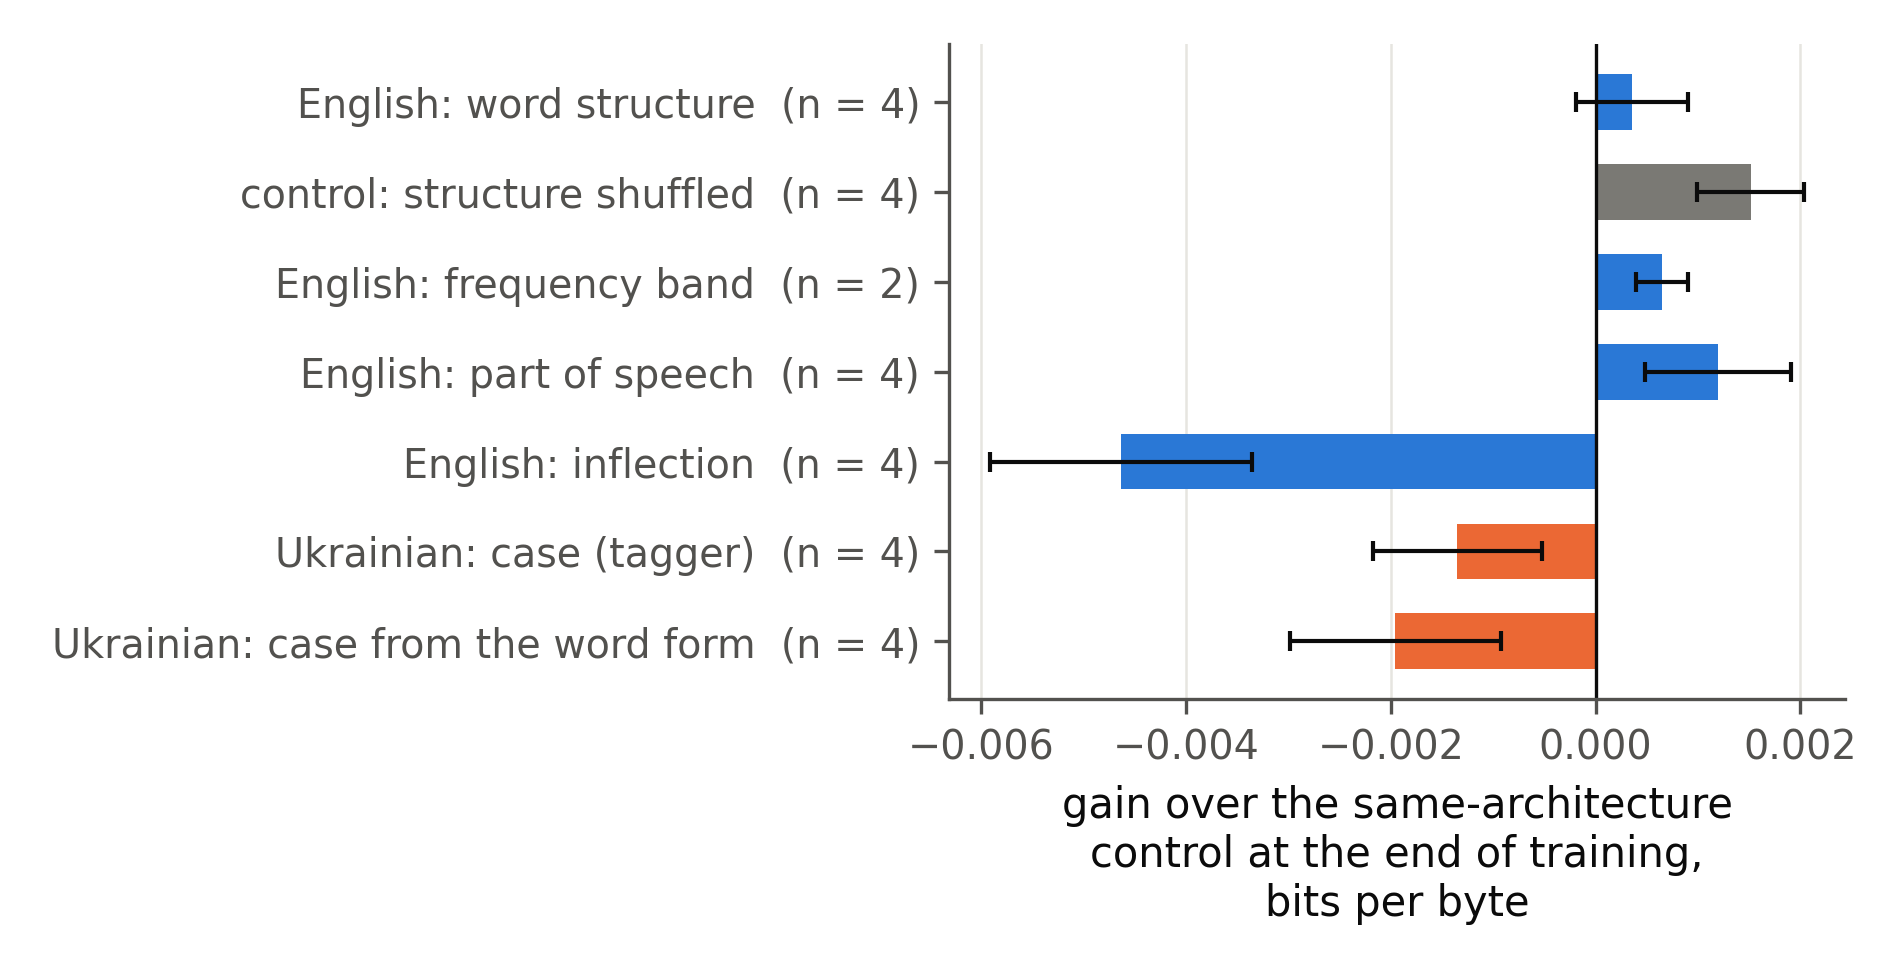 English: word structure  (n = 4)
control: structure shuffled  (n = 4)
English: frequency band  (n = 2)
English: part of speech  (n = 4)
English: inflection  (n = 4)
Ukrainian: case (tagger)  (n = 4)
Ukrainian: case from the word form  (n = 4)
−0.006 −0.004 −0.002 0.000 0.002
gain over the same-architecture
control at the end of training,
bits per byte